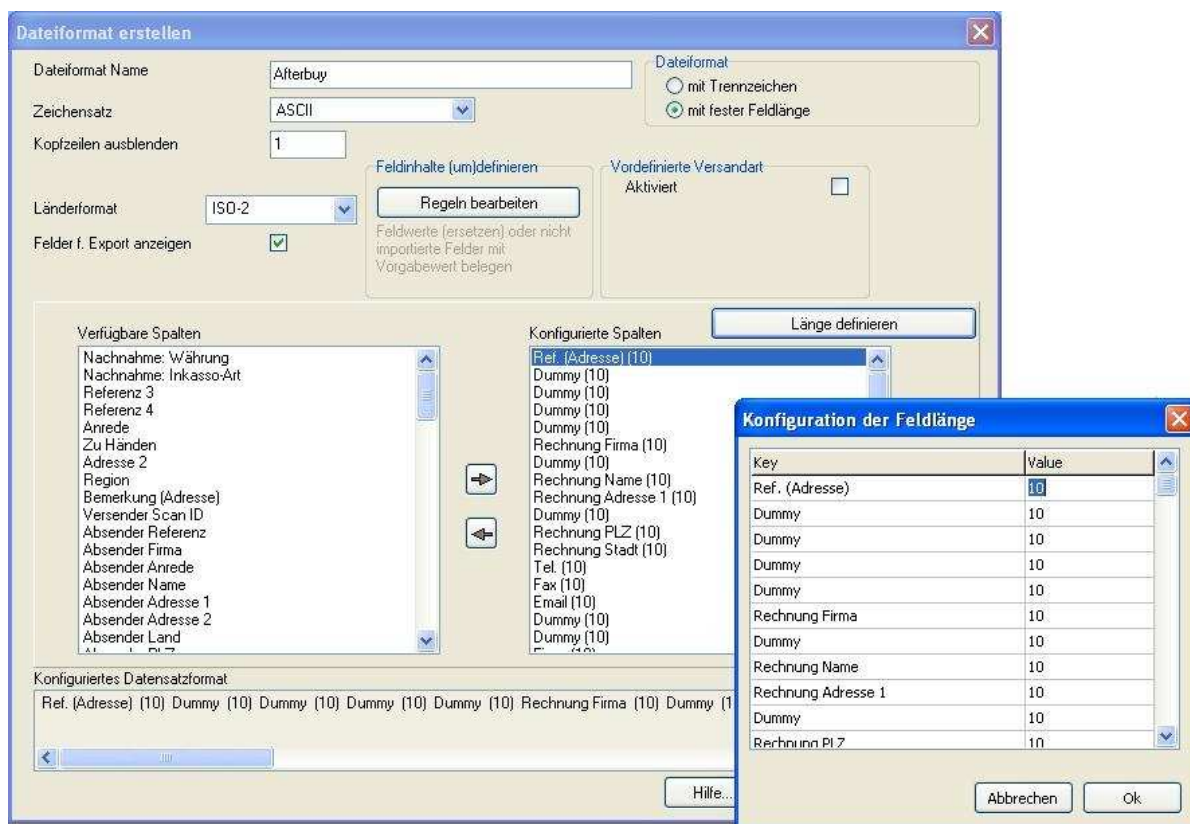 Dateiformat erstellen
Dateiformat Name
Afterbuy
Zeichensatz
ASCII
Kopfzeilen ausblenden
1
Länderformat
ISO-2
Felder f. Export anzeigen
Dateiformat
mit Trennzeichen
mit fester Feldlänge
Feldinhalte (um)definieren
Regeln bearbeiten
Feldwerte (ersetzen) oder nicht
importierte Felder mit
Vorgabewert belegen
Vordefinierte Versandart
Aktiviert
Länge definieren
Verfügbare Spalten
Nachnahme: Währung
Nachnahme: Inkasso-Art
Referenz 3
Referenz 4
Anrede
Zu Händen
Adresse 2
Region
Bemerkung (Adresse)
Versender Scan ID
Absender Referenz
Absender Firma
Absender Anrede
Absender Name
Absender Adresse 1
Absender Adresse 2
Absender Land
Konfigurierte Spalten
Ref. (Adresse) (10)
Dummy (10)
Dummy (10)
Dummy (10)
Dummy (10)
Rechnung Firma (10)
Dummy (10)
Rechnung Name (10)
Rechnung Adresse 1 (10)
Dummy (10)
Rechnung PLZ (10)
Rechnung Stadt (10)
Tel. (10)
Fax (10)
Email (10)
Dummy (10)
Dummy (10)
Konfiguriertes Datensatzformat
Ref. (Adresse) (10) Dummy (10) Dummy (10) Dummy (10) Dummy (10) Rechnung Firma (10) Dummy (1
Hilfe...
Konfiguration der Feldlänge
Key Value
Ref. (Adresse) 10
Dummy 10
Dummy 10
Dummy 10
Dummy 10
Rechnung Firma 10
Dummy 10
Rechnung Name 10
Rechnung Adresse 1 10
Dummy 10
Rechnung PLZ 10
Abbrechen
Ok